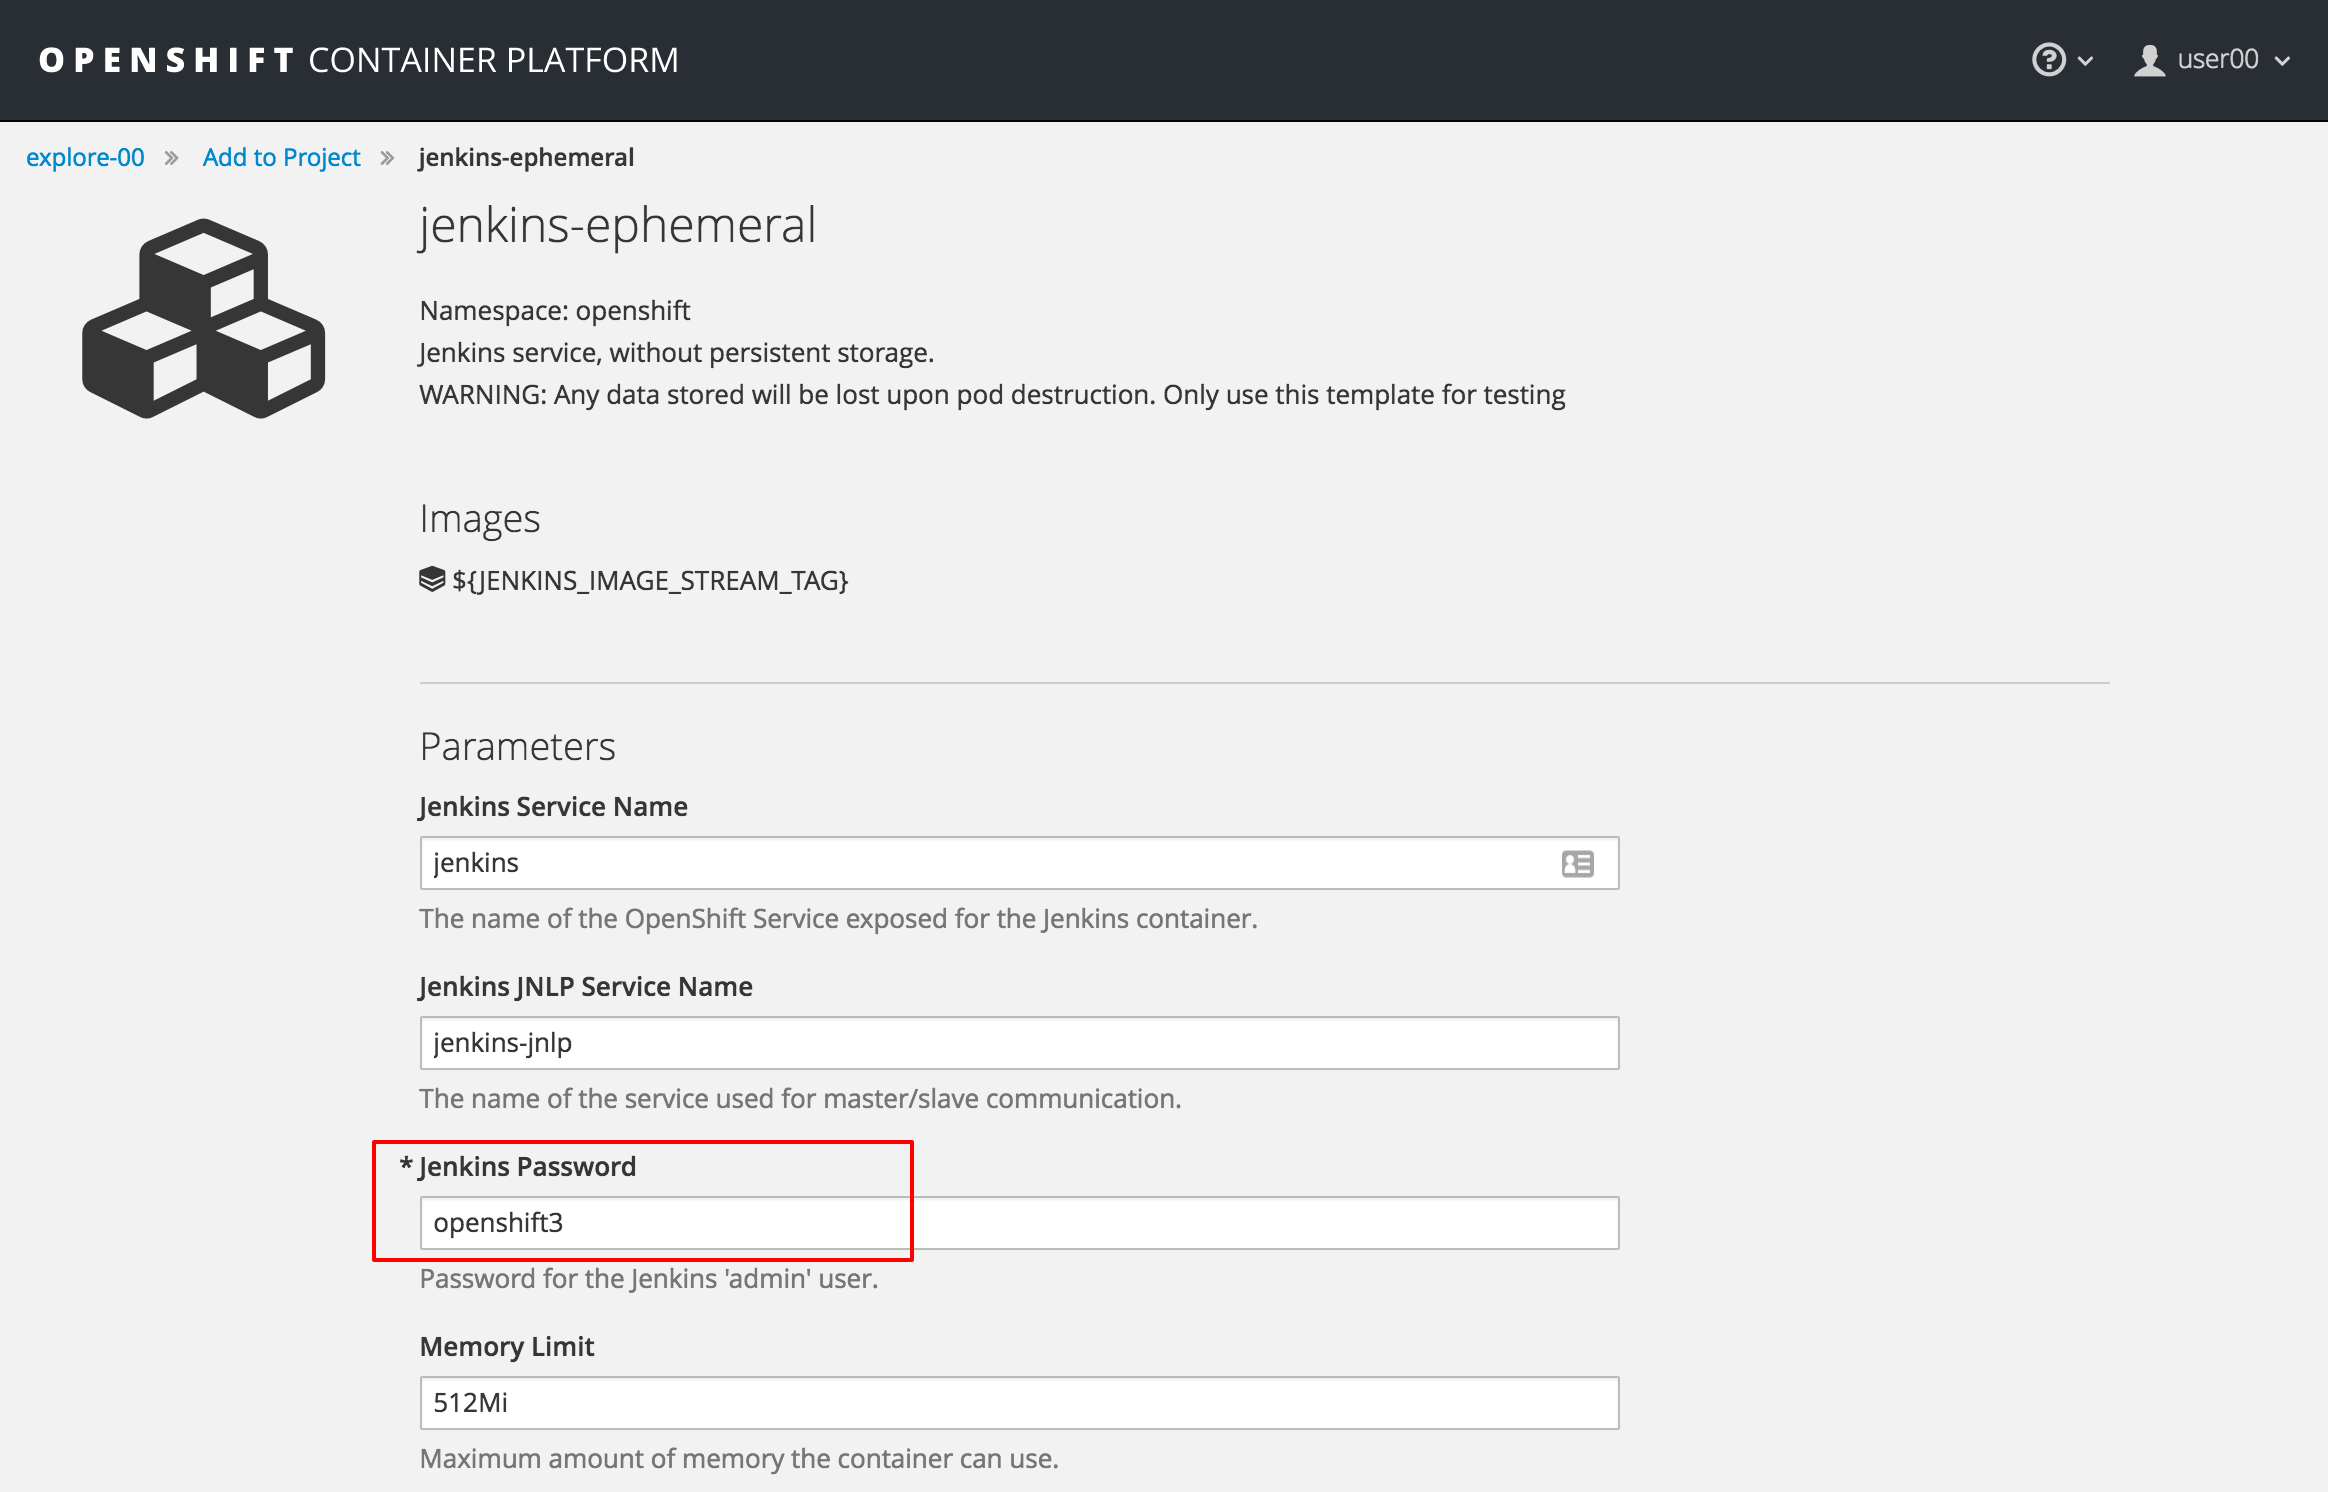 OPENSHIFT CONTAINER PLATFORM
user00
explore-00 » Add to Project » jenkins-ephemeral
jenkins-ephemeral
Namespace: openshift
Jenkins service, without persistent storage.
WARNING: Any data stored will be lost upon pod destruction. Only use this template for testing
Images
${JENKINS_IMAGE_STREAM_TAG}
Parameters
Jenkins Service Name
jenkins
The name of the OpenShift Service exposed for the Jenkins container.
Jenkins JNLP Service Name
jenkins-jnlp
The name of the service used for master/slave communication.
* Jenkins Password
openshift3
Password for the Jenkins 'admin' user.
Memory Limit
512Mi
Maximum amount of memory the container can use.